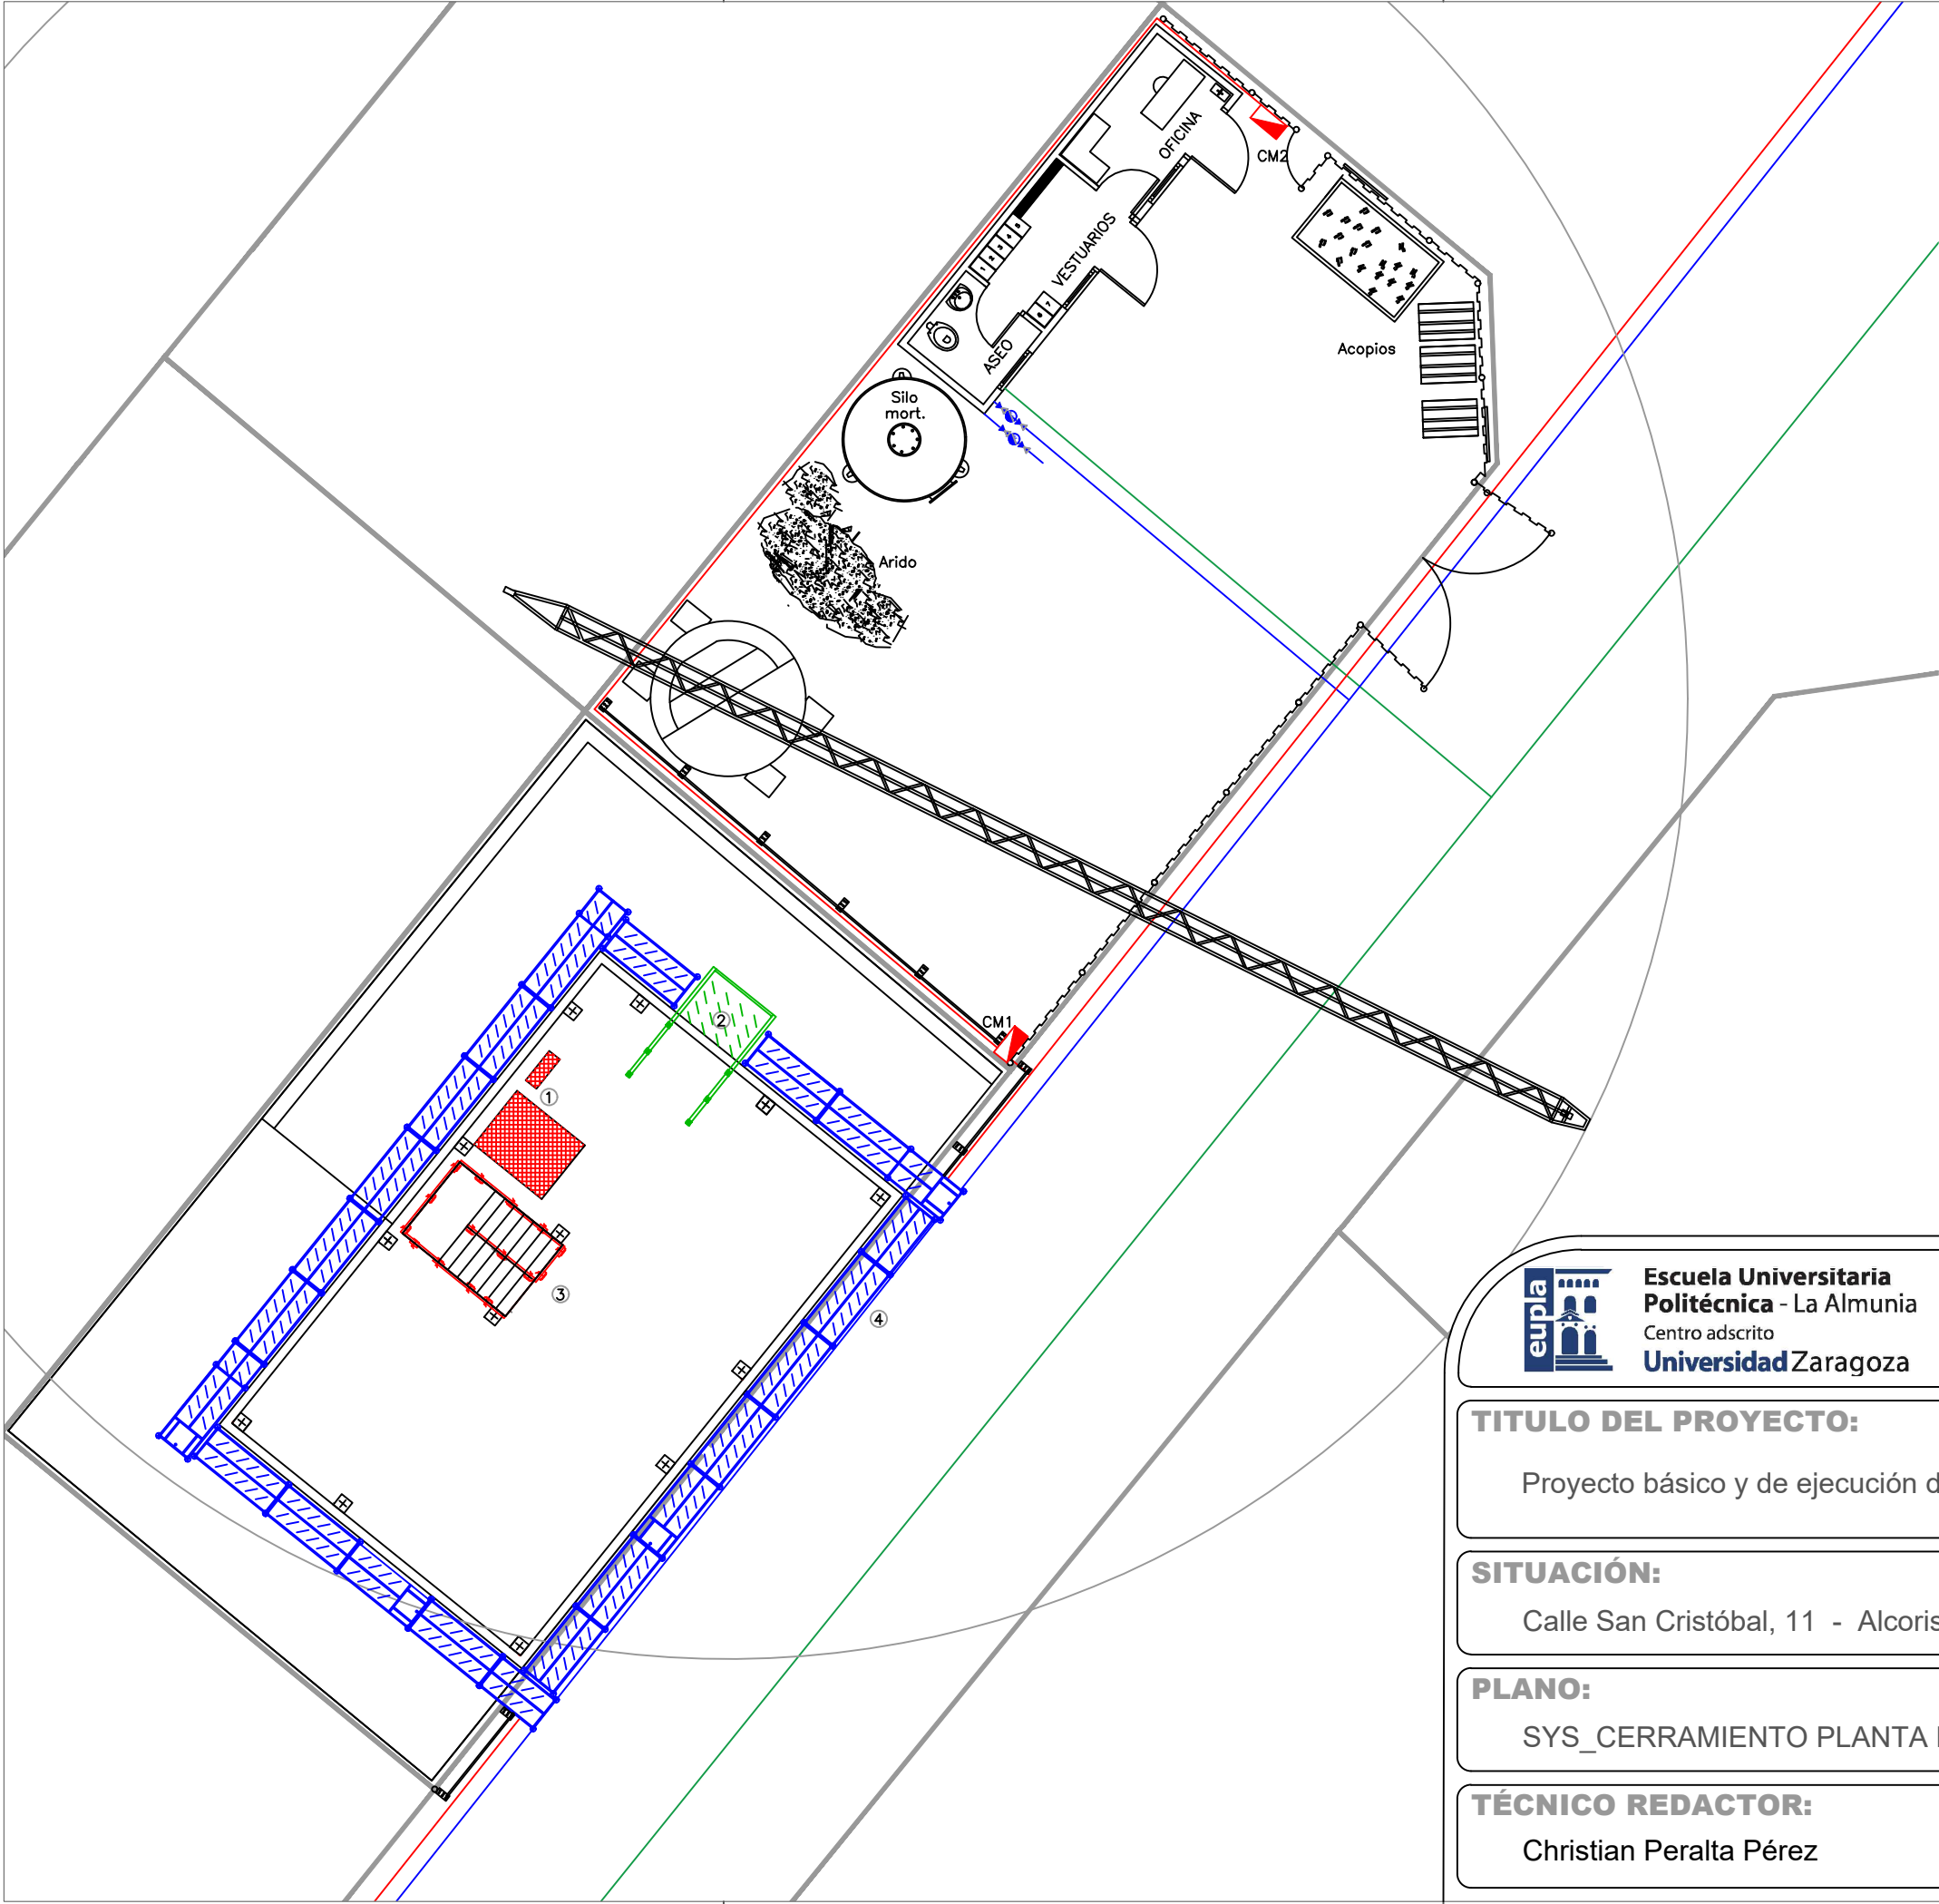 OFICINA
CM2
VESTUARIOS
ASEO
Acopios
Silo
mort.
Arido
CM1
2
1
3
4
eupla
Escuela Universitaria
Politécnica - La Almunia
Centro adscrito
Universidad Zaragoza
TITULO DEL PROYECTO:
Proyecto básico y de ejecución d
SITUACIÓN:
Calle San Cristóbal, 11 - Alcoris
PLANO:
SYS_CERRAMIENTO PLANTA
TÉCNICO REDACTOR:
Christian Peralta Pérez